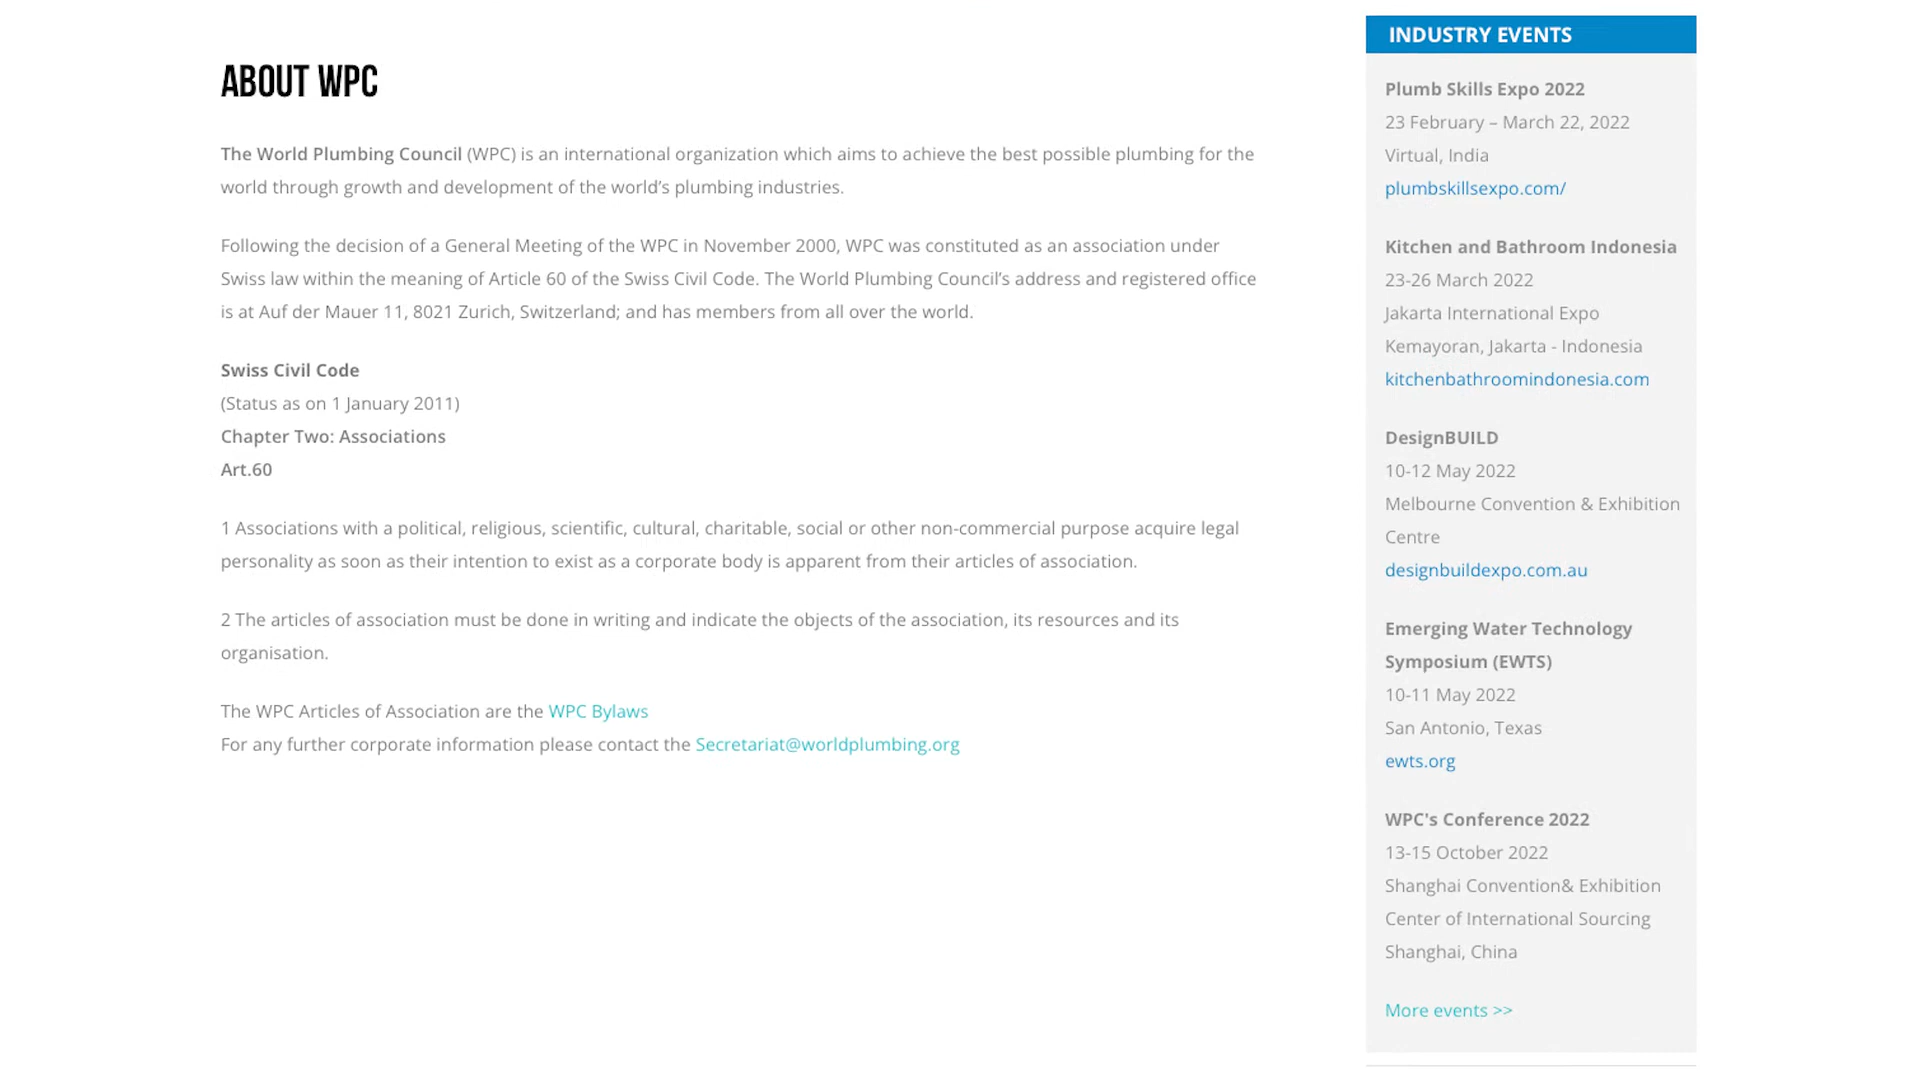 ABOUT WPC
The World Plumbing Council (WPC) is an international organization which aims to achieve the best possible plumbing for the
world through growth and development of the world’s plumbing industries.
Following the decision of a General Meeting of the WPC in November 2000, WPC was constituted as an association under
Swiss law within the meaning of Article 60 of the Swiss Civil Code. The World Plumbing Council’s address and registered office
is at Auf der Mauer 11, 8021 Zurich, Switzerland; and has members from all over the world.
Swiss Civil Code
(Status as on 1 January 2011)
Chapter Two: Associations
Art.60
1 Associations with a political, religious, scientific, cultural, charitable, social or other non-commercial purpose acquire legal
personality as soon as their intention to exist as a corporate body is apparent from their articles of association.
2 The articles of association must be done in writing and indicate the objects of the association, its resources and its
organisation.
The WPC Articles of Association are the WPC Bylaws
For any further corporate information please contact the Secretariat@worldplumbing.org
INDUSTRY EVENTS
Plumb Skills Expo 2022
23 February – March 22, 2022
Virtual, India
plumbskillsexpo.com/
Kitchen and Bathroom Indonesia
23-26 March 2022
Jakarta International Expo
Kemayoran, Jakarta - Indonesia
kitchenbathroomindonesia.com
DesignBUILD
10-12 May 2022
Melbourne Convention & Exhibition
Centre
designbuildexpo.com.au
Emerging Water Technology
Symposium (EWTS)
10-11 May 2022
San Antonio, Texas
ewts.org
WPC's Conference 2022
13-15 October 2022
Shanghai Convention& Exhibition
Center of International Sourcing
Shanghai, China
More events >>